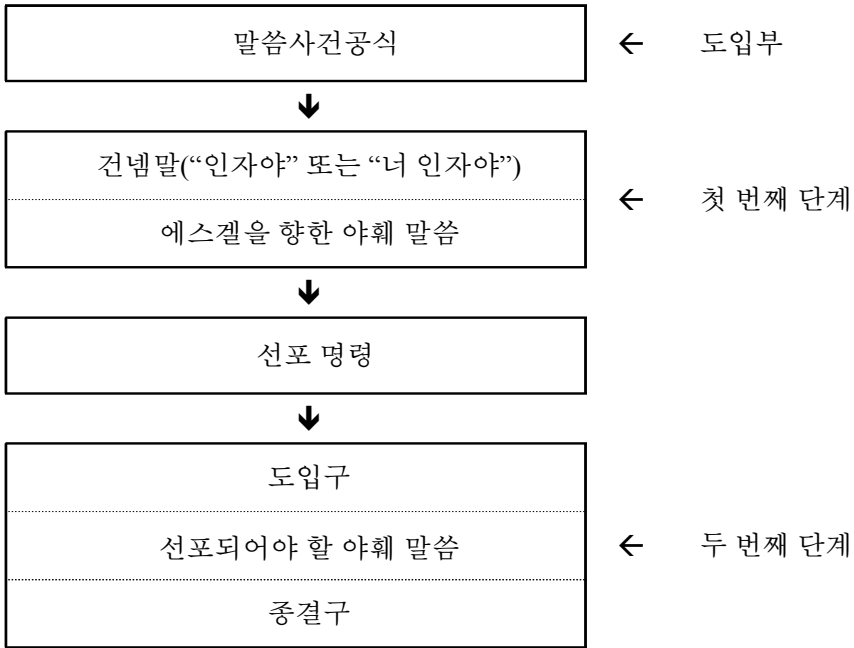 말씀사건공식 ← 도입부
건넴말(“인자야” 또는 “너 인자야”)
← 첫 번째 단계
에스겔을 향한 야훼 말씀
선포 명령
도입구
선포되어야 할 야훼 말씀 ← 두 번째 단계
종결구